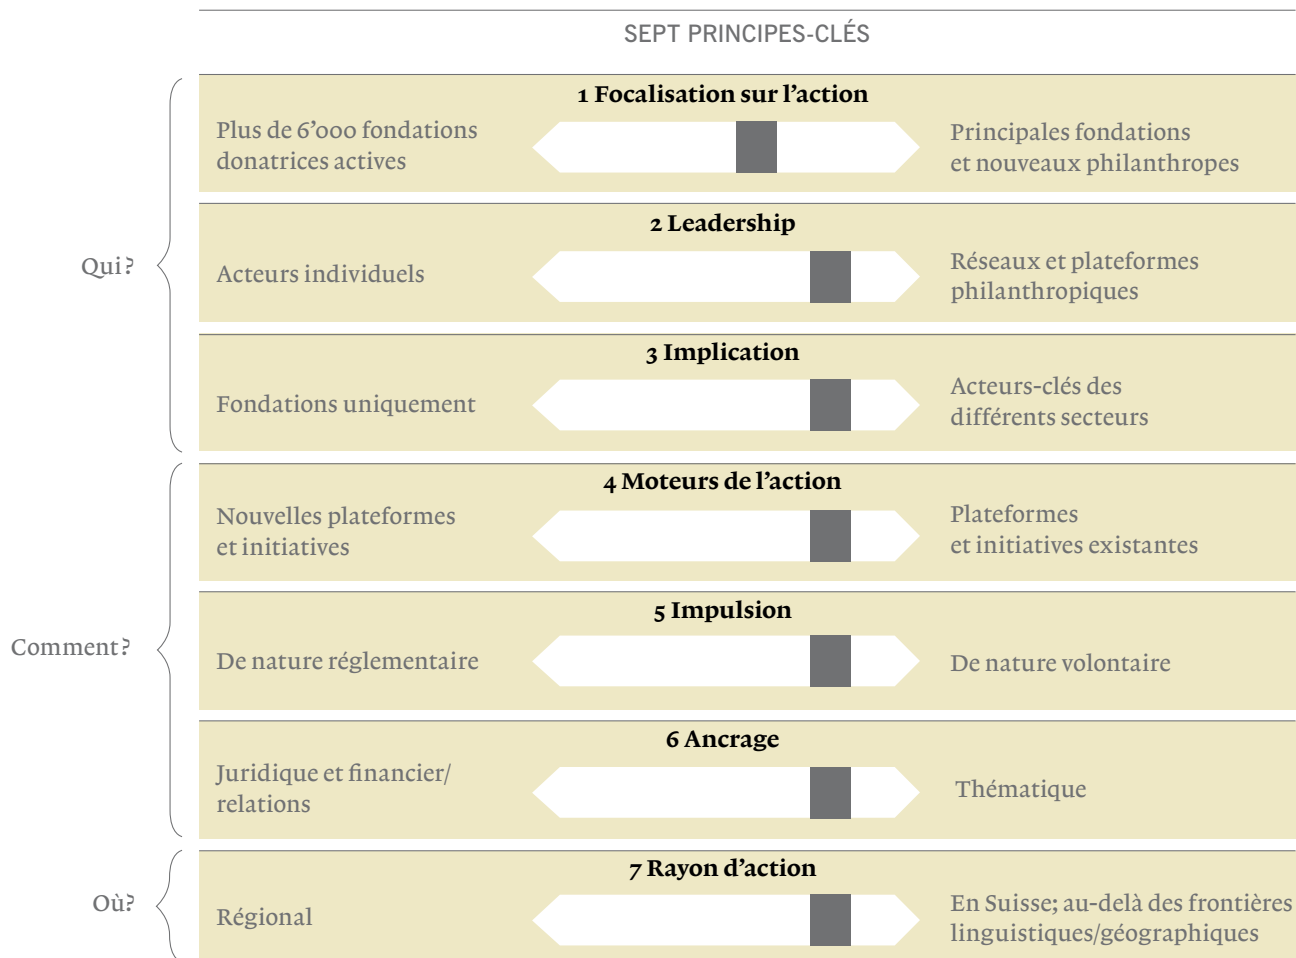 SEPT PRINCIPES-CLÉS
Qui?
1 Focalisation sur l’action
Plus de 6’000 fondations
donatrices actives
Principales fondations
et nouveaux philanthropes
2 Leadership
Acteurs individuels
Réseaux et plateformes
philanthropiques
3 Implication
Fondations uniquement
Acteurs-clés des
différents secteurs
Comment?
4 Moteurs de l’action
Nouvelles plateformes
et initiatives
Plateformes
et initiatives existantes
5 Impulsion
De nature réglementaire
De nature volontaire
6 Ancrage
Juridique et financier/
relations
Thématique
Où?
7 Rayon d’action
Régional
En Suisse; au-delà des frontières
linguistiques/géographiques